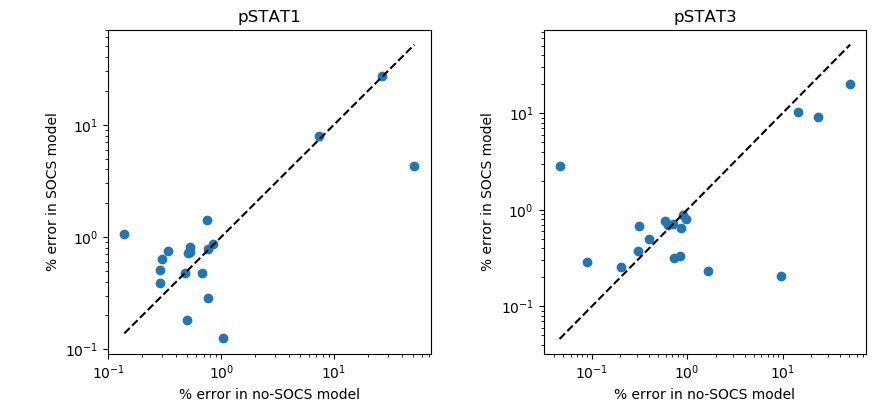 pSTAT1
% error in SOCS model
10^1
10^0
10^-1
10^-1
10^0
10^1
% error in no-SOCS model
pSTAT3
% error in SOCS model
10^1
10^0
10^-1
10^-1
10^0
10^1
% error in no-SOCS model